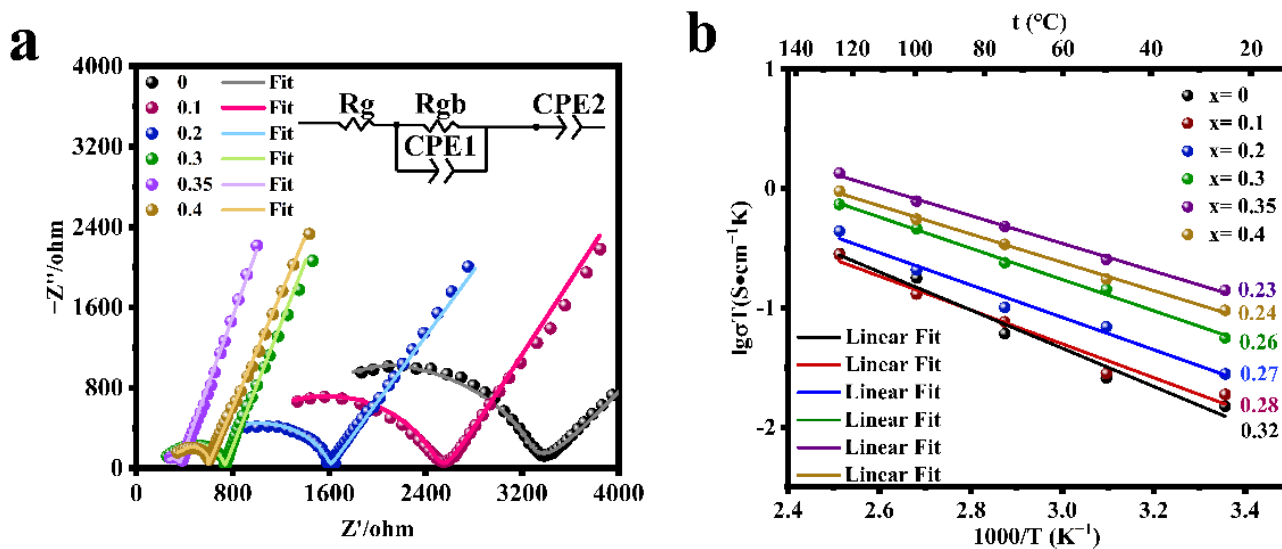 a
4000
3200
2400
1600
800
0
−Z''/ohm
0 Fit
0.1 Fit
0.2 Fit
0.3 Fit
0.35 Fit
0.4 Fit
Rg Rgb CPE2
CPE1
0 800 1600 2400 3200 4000
Z'/ohm
b
t (°C)
140 120 100 80 60 40 20
1
0
-1
-2
lgσT(S•cm⁻¹K)
x= 0
x= 0.1
x= 0.2
x= 0.3
x= 0.35
x= 0.4
0.23
0.24
0.26
0.27
0.28
0.32
Linear Fit
Linear Fit
Linear Fit
Linear Fit
Linear Fit
Linear Fit
2.4 2.6 2.8 3.0 3.2 3.4
1000/T (K⁻¹)